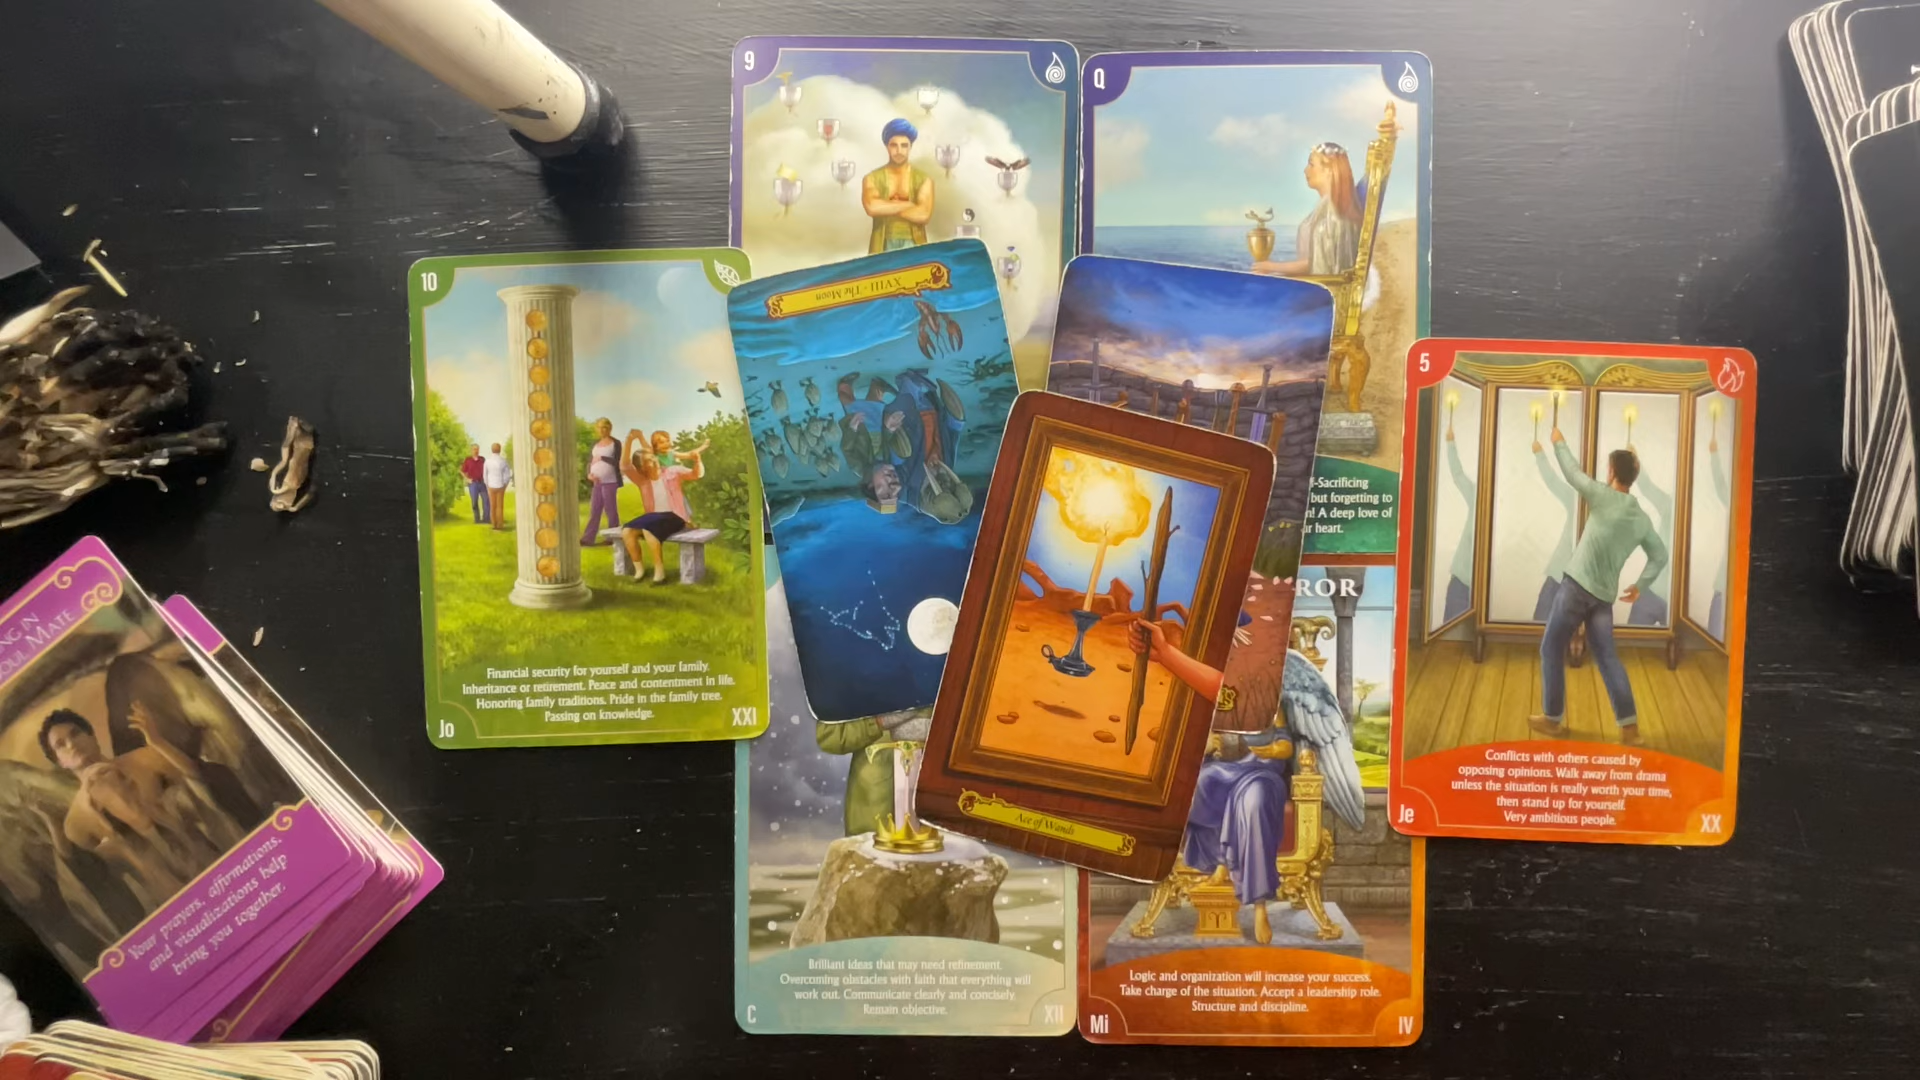 9
Q
10
XVIII - The Moon
5
-Sacrificing
but forgetting to
n! A deep love of
r heart.
ROR
NG IN
OUL MATE
Financial security for yourself and your family.
Inheritance or retirement. Peace and contentment in life.
Honoring family traditions. Pride in the family tree.
Passing on knowledge.
Jo
XXI
Conflicts with others caused by
opposing opinions. Walk away from drama
unless the situation is really worth your time,
then stand up for yourself.
Very ambitious people.
Je
XX
Ace of Wands
Your prayers, affirmations,
and visualizations help
bring you together.
Brilliant ideas that may need refinement.
Overcoming obstacles with faith that everything will
work out. Communicate clearly and concisely.
Remain objective.
C
XII
Logic and organization will increase your success.
Take charge of the situation. Accept a leadership role.
Structure and discipline.
Mi
IV